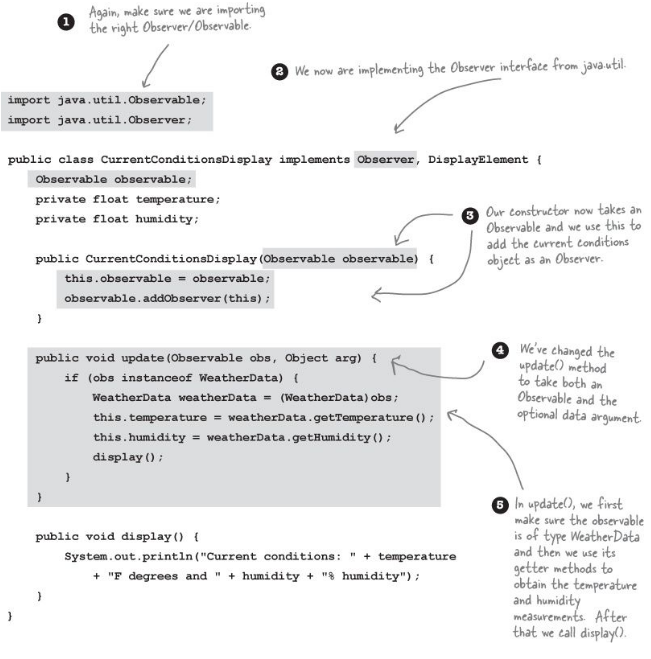 1 Again, make sure we are importing
the right Observer/Observable.
2 We now are implementing the Observer interface from java.util.
import java.util.Observable;
import java.util.Observer;
public class CurrentConditionsDisplay implements Observer, DisplayElement {
Observable observable;
private float temperature;
private float humidity;
3 Our constructor now takes an
Observable and we use this to
add the current conditions
object as an Observer.
public CurrentConditionsDisplay(Observable observable) {
this.observable = observable;
observable.addObserver(this);
}
4 We've changed the
update() method
to take both an
Observable and the
optional data argument.
public void update(Observable obs, Object arg) {
if (obs instanceof WeatherData) {
WeatherData weatherData = (WeatherData)obs;
this.temperature = weatherData.getTemperature();
this.humidity = weatherData.getHumidity();
display();
}
}
5 In update(), we first
make sure the observable
is of type WeatherData
and then we use its
getter methods to
obtain the temperature
and humidity
measurements. After
that we call display().
public void display() {
System.out.println("Current conditions: " + temperature
+ "F degrees and " + humidity + "% humidity");
}
}